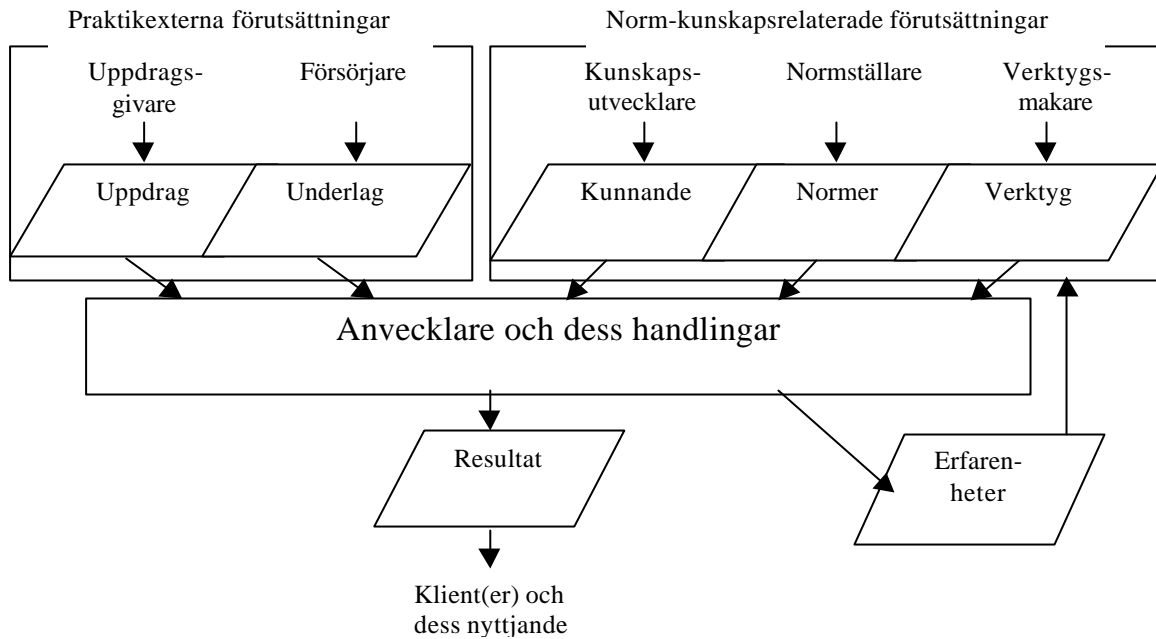 Praktikexterna förutsättningar
Norm-kunskapsrelaterade förutsättningar
Uppdrags-
givare
Försörjare
Kunskaps-
utvecklare
Normställare
Verktygs-
makare
Uppdrag
Underlag
Kunnande
Normer
Verktyg
Anvecklare och dess handlingar
Resultat
Erfaren-
heter
Klient(er) och
dess nyttjande